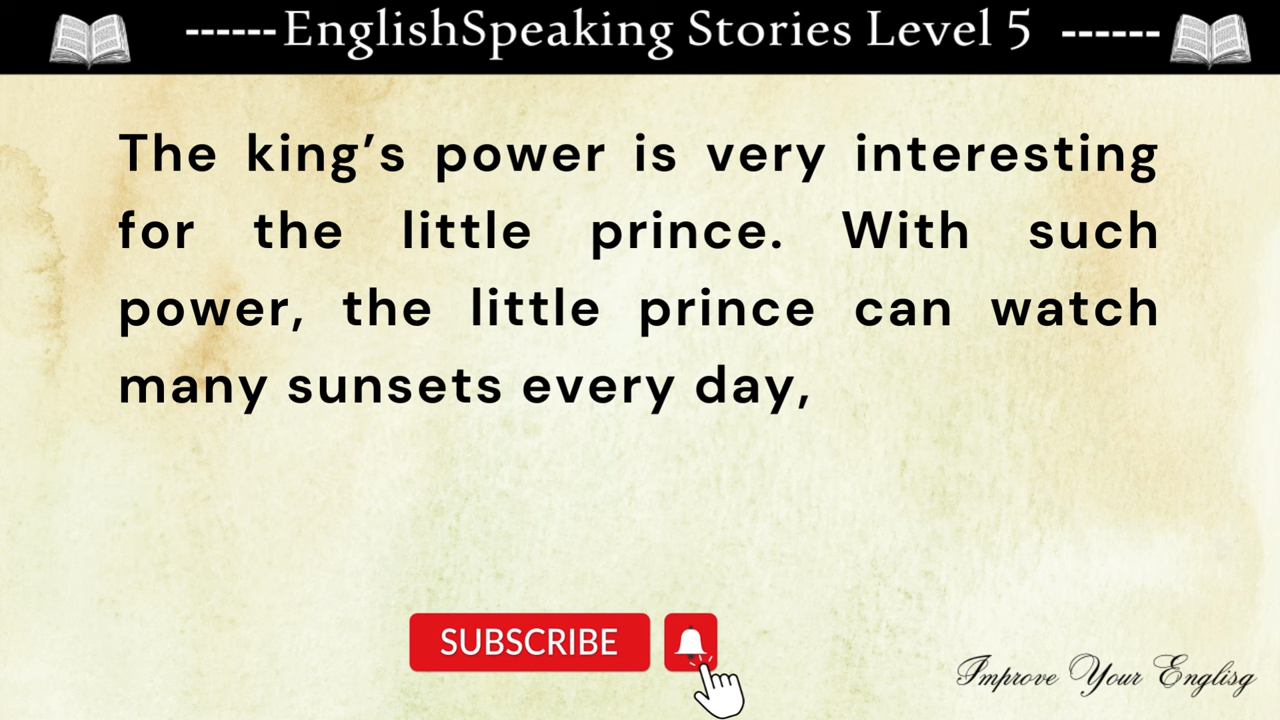 ------EnglishSpeaking Stories Level 5 ------
The king’s power is very interesting
for the little prince. With such
power, the little prince can watch
many sunsets every day,
SUBSCRIBE
Improve Your Englisg